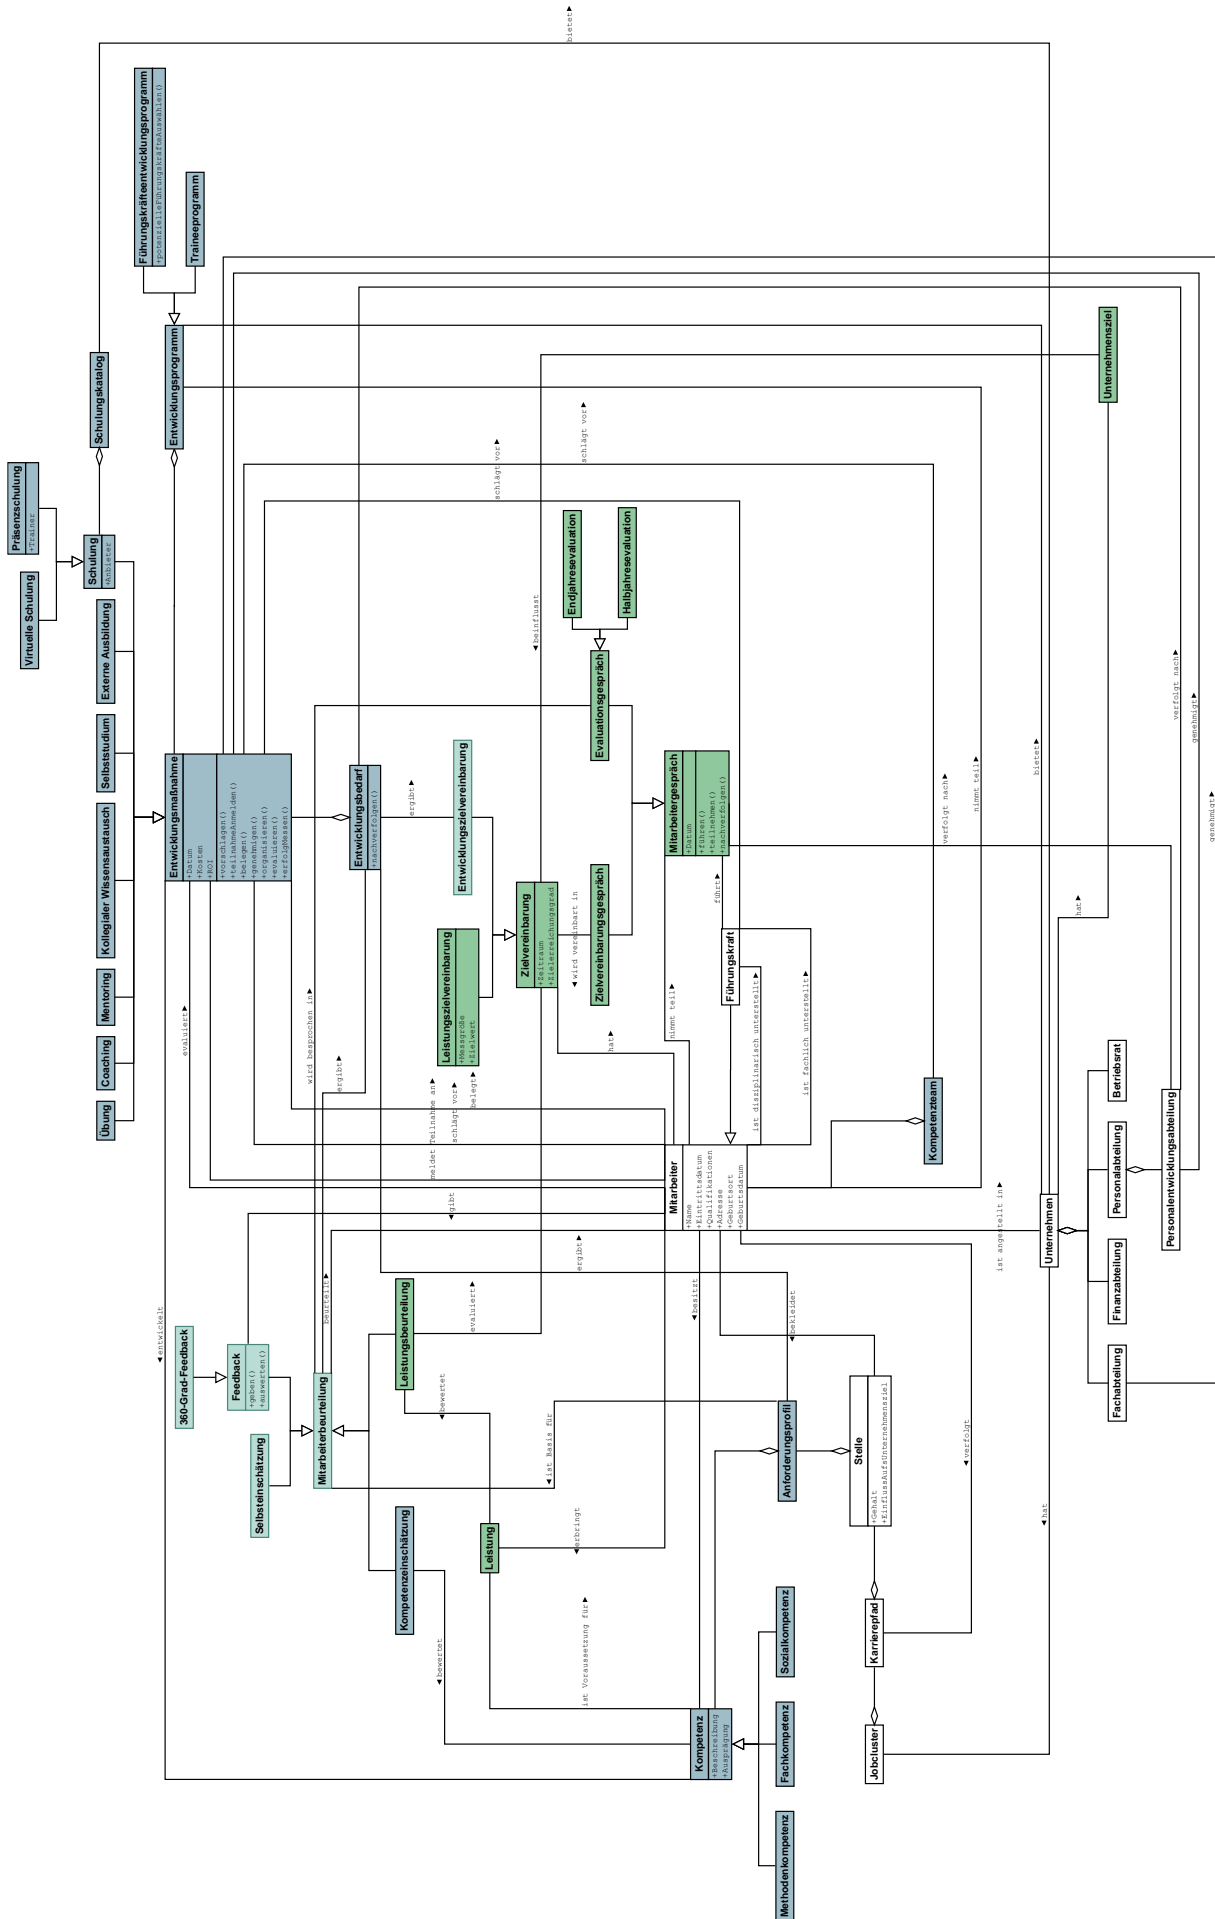 bietet►
Führungskräfteentwicklungsprogramm
+potenzielleFührungskräfteAuswählen()
Traineeprogramm
Schulungskatalog
Entwicklungsprogramm
Unternehmensziel
Präsenzschulung
+Trainer
Virtuelle Schulung
Schulung
+Anbieter
schlägt vor►
schlägt vor►
Endjahresevaluation
Halbjahresevaluation
◄beinflusst
Evaluationsgespräch
Externe Ausbildung
Selbststudium
Kollegialer Wissensaustausch
Mentoring
Coaching
Übung
Entwicklungsmaßnahme
+Datum
+Kosten
+ROI
+vorschlagen()
+teilnahmeAnmelden()
+belegen()
+genehmigen()
+organisieren()
+evaluieren()
+erfolgMessen()
Entwicklungsbedarf
+nachverfolgen()
ergibt►
Entwicklungszielvereinbarung
Leistungszielvereinbarung
+Messgröße
+Zielwert
Zielvereinbarung
+Zeitraum
+Zielerreichungsgrad
◄wird vereinbart in
Zielvereinbarungsgespräch
Mitarbeitergespräch
+Datum
+führen()
+teilnehmen()
+nachverfolgen()
führt►
Führungskraft
nimmt teil►
ist disziplinarisch unterstellt►
ist fachlich unterstellt►
verfolgt nach►
nimmt teil►
bietet►
hat►
verfolgt nach►
genehmigt►
genehmigt►
evaluiert►
wird besprochen in►
ergibt►
meldet Teilnahme an►
schlägt vor►
belegt►
hat►
Kompetenzteam
Betriebsrat
Personalabteilung
Personalentwicklungsabteilung
Finanzabteilung
Fachabteilung
Unternehmen
ist angestellt in►
Mitarbeiter
+Name
+Eintrittsdatum
+Qualifikationen
+Adresse
+Geburtsort
+Geburtsdatum
gibt►
ergibt►
beurteilt►
evaluiert►
besitzt►
bekleidet►
◄entwickelt
360-Grad-Feedback
Feedback
+geben()
+auswerten()
Selbsteinschätzung
Mitarbeiterbeurteilung
Leistungsbeurteilung
◄bewertet
◄ist Basis für
Kompetenzeinschätzung
◄bewertet
Leistung
◄erbringt
ist Voraussetzung für►
Anforderungsprofil
Stelle
+Gehalt
+EinflussAufsUnternehmensziel
◄verfolgt
◄hat
Karrierepfad
Jobcluster
Kompetenz
+Beschreibung
+Ausprägung
Sozialkompetenz
Fachkompetenz
Methodenkompetenz